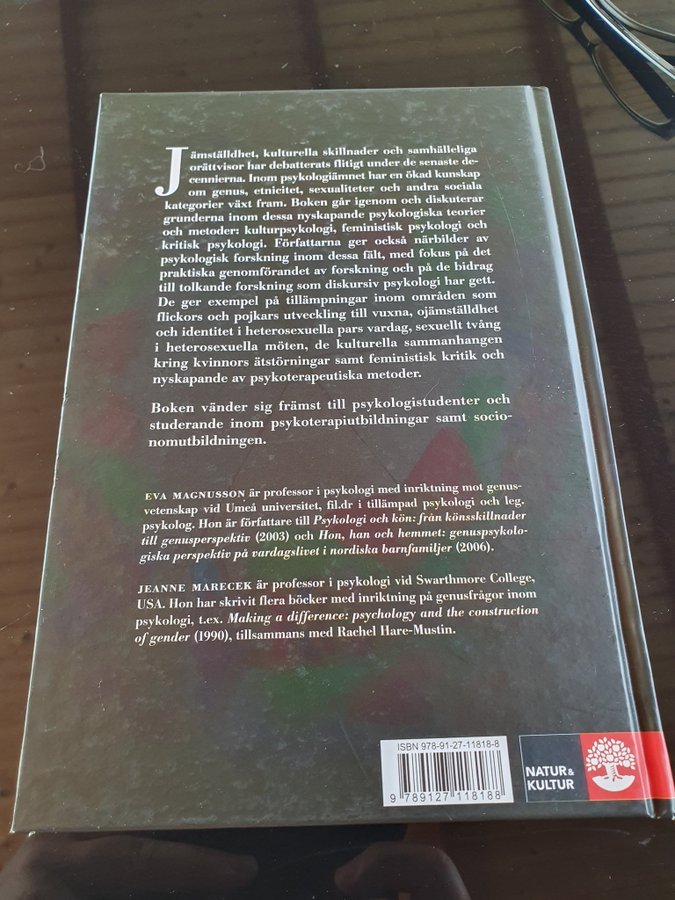 Jämställdhet, kulturella skillnader och samhälleliga
orättvisor har debatterats flitigt under de senaste de-
cennierna. Inom psykologiämnet har en ökad kunskap
om genus, etnicitet, sexualiteter och andra sociala
kategorier växt fram. Boken går igenom och diskuterar
grunderna inom dessa nyskapande psykologiska teorier
och metoder: kulturpsykologi, feministisk psykologi och
kritisk psykologi. Författarna ger också närbilder av
psykologisk forskning inom dessa fält, med fokus på det
praktiska genomförandet av forskning och på de bidrag
till tolkande forskning som diskursiv psykologi har gett.
De ger exempel på tillämpningar inom områden som
flickors och pojkars utveckling till vuxna, ojämställdhet
och identitet i heterosexuella pars vardag, sexuellt tvång
i heterosexuella möten, de kulturella sammanhangen
kring kvinnors ätstörningar samt feministisk kritik och
nyskapande av psykoterapeutiska metoder.
Boken vänder sig främst till psykologistudenter och
studerande inom psykoterapiutbildningar samt socio-
nomutbildningen.
EVA MAGNUSSON är professor i psykologi med inriktning mot genus-
vetenskap vid Umeå universitet, fil.dr i tillämpad psykologi och leg.
psykolog. Hon är författare till Psykologi och kön: från könsskillnader
till genusperspektiv (2003) och Hon, han och hemmet: genuspsykolo-
giska perspektiv på vardagslivet i nordiska barnfamiljer (2006).
JEANNE MARECEK är professor i psykologi vid Swarthmore College,
USA. Hon har skrivit flera böcker med inriktning på genusfrågor inom
psykologi, t.ex. Making a difference: psychology and the construction
of gender (1990), tillsammans med Rachel Hare-Mustin.
ISBN 978-91-27-11818-8
9 789127 118188
NATUR &
KULTUR